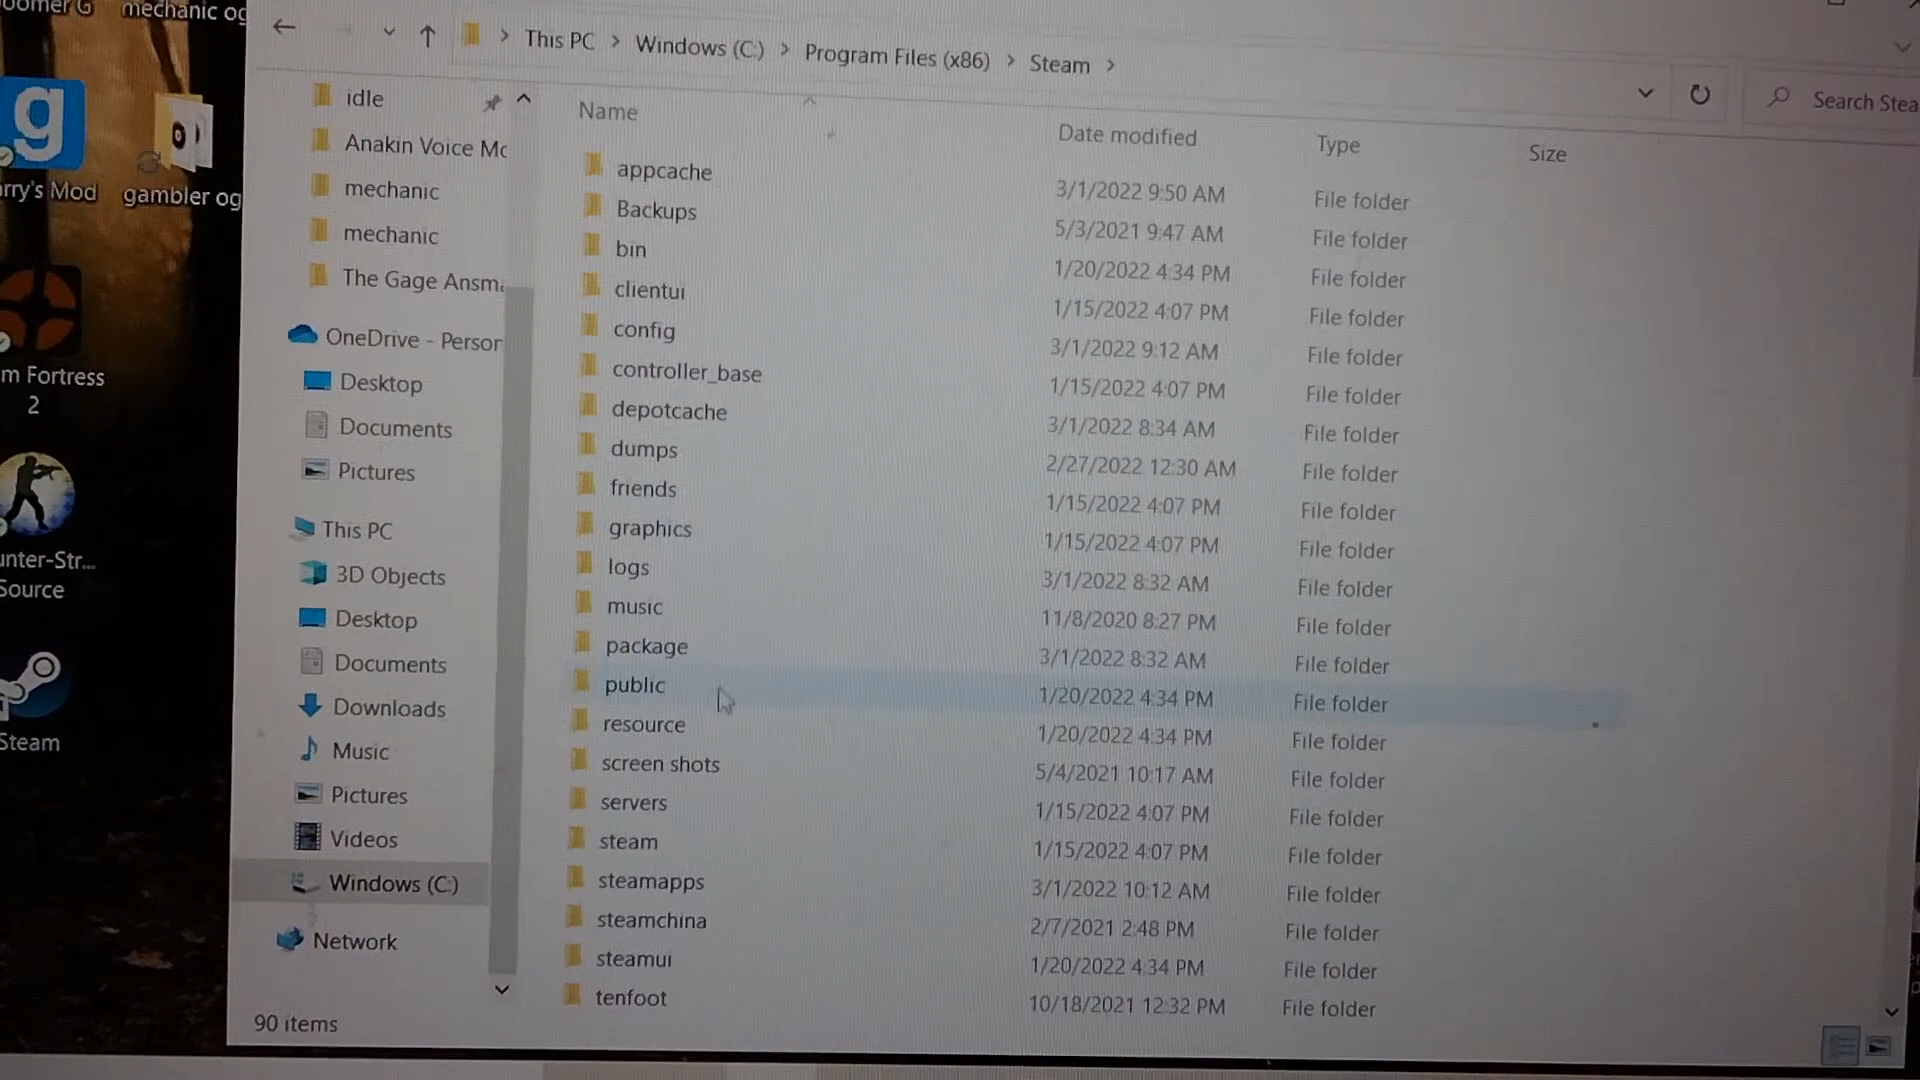 mechanic og
This PC > Windows (C:) > Program Files (x86) > Steam >
Search Stea
Name Date modified Type Size
idle
Anakin Voice Mo
mechanic
mechanic
The Gage Ansma
OneDrive - Person
Desktop
Documents
Pictures
This PC
3D Objects
Desktop
Documents
Downloads
Music
Pictures
Videos
Windows (C:)
Network
appcache 3/1/2022 9:50 AM File folder
Backups 5/3/2021 9:47 AM File folder
bin 1/20/2022 4:34 PM File folder
clientui 1/15/2022 4:07 PM File folder
config 3/1/2022 9:12 AM File folder
controller_base 1/15/2022 4:07 PM File folder
depotcache 3/1/2022 8:34 AM File folder
dumps 2/27/2022 12:30 AM File folder
friends 1/15/2022 4:07 PM File folder
graphics 1/15/2022 4:07 PM File folder
logs 3/1/2022 8:32 AM File folder
music 11/8/2020 8:27 PM File folder
package 3/1/2022 8:32 AM File folder
public 1/20/2022 4:34 PM File folder
resource 1/20/2022 4:34 PM File folder
screen shots 5/4/2021 10:17 AM File folder
servers 1/15/2022 4:07 PM File folder
steam 1/15/2022 4:07 PM File folder
steamapps 3/1/2022 10:12 AM File folder
steamchina 2/7/2021 2:48 PM File folder
steamui 1/20/2022 4:34 PM File folder
tenfoot 10/18/2021 12:32 PM File folder
90 items
g
rry's Mod
gambler og
m Fortress
2
unter-Str...
Source
Steam